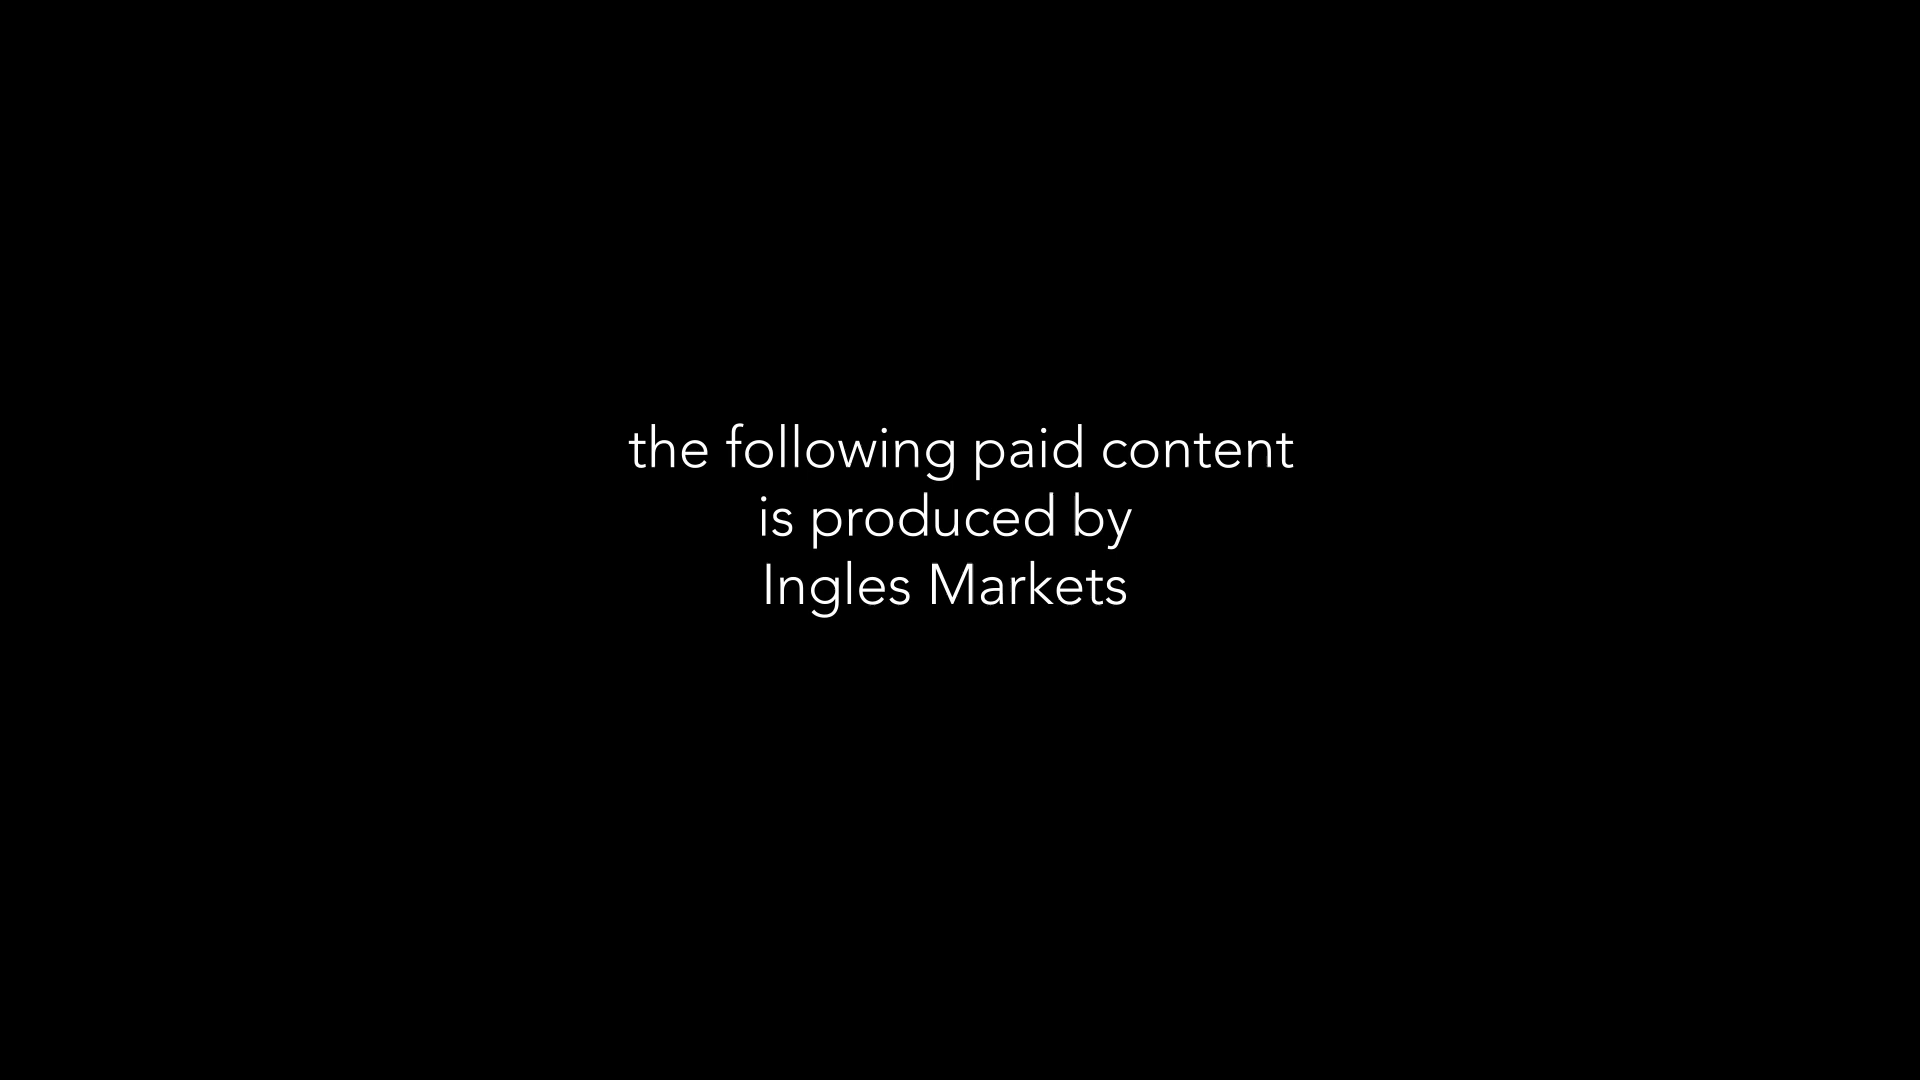 the following paid content
is produced by
Ingles Markets